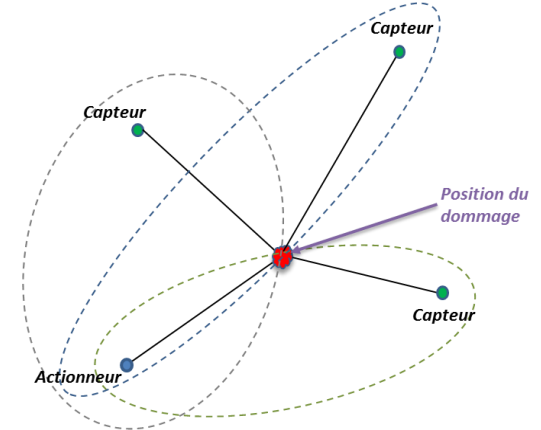 Capteur
Capteur
Position du
dommage
Capteur
Actionneur